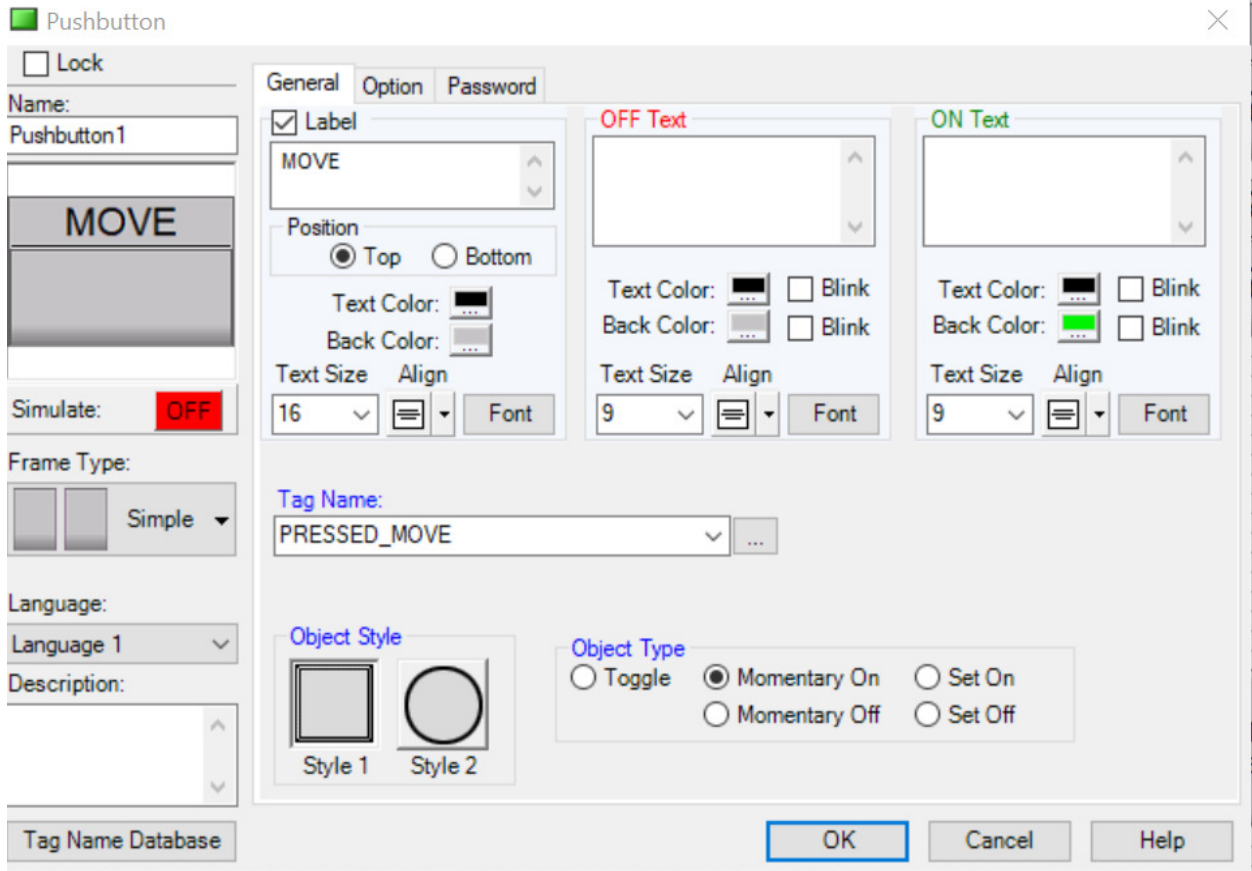 Pushbutton
Lock
Name:
Pushbutton1
MOVE
Simulate: OFF
Frame Type:
Simple
Language:
Language 1
Description:
Tag Name Database
General Option Password
Label
MOVE
Position
Top Bottom
Text Color: ...
Back Color: ...
Text Size Align
16 Font
OFF Text
Text Color: ... Blink
Back Color: ... Blink
Text Size Align
9 Font
ON Text
Text Color: ... Blink
Back Color: ... Blink
Text Size Align
9 Font
Tag Name:
PRESSED_MOVE ...
Object Style
Style 1 Style 2
Object Type
Toggle Momentary On Set On
Momentary Off Set Off
OK Cancel Help